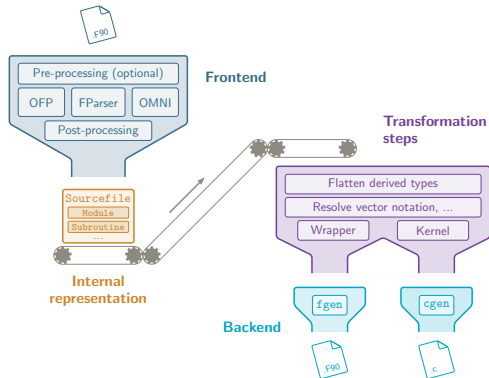 .F90
Pre-processing (optional)
OFP FParser OMNI
Post-processing
Frontend
Sourcefile
Module
Subroutine
...
Internal
representation
Transformation
steps
Flatten derived types
Resolve vector notation, ...
Wrapper Kernel
fgen cgen
Backend
.F90 .c